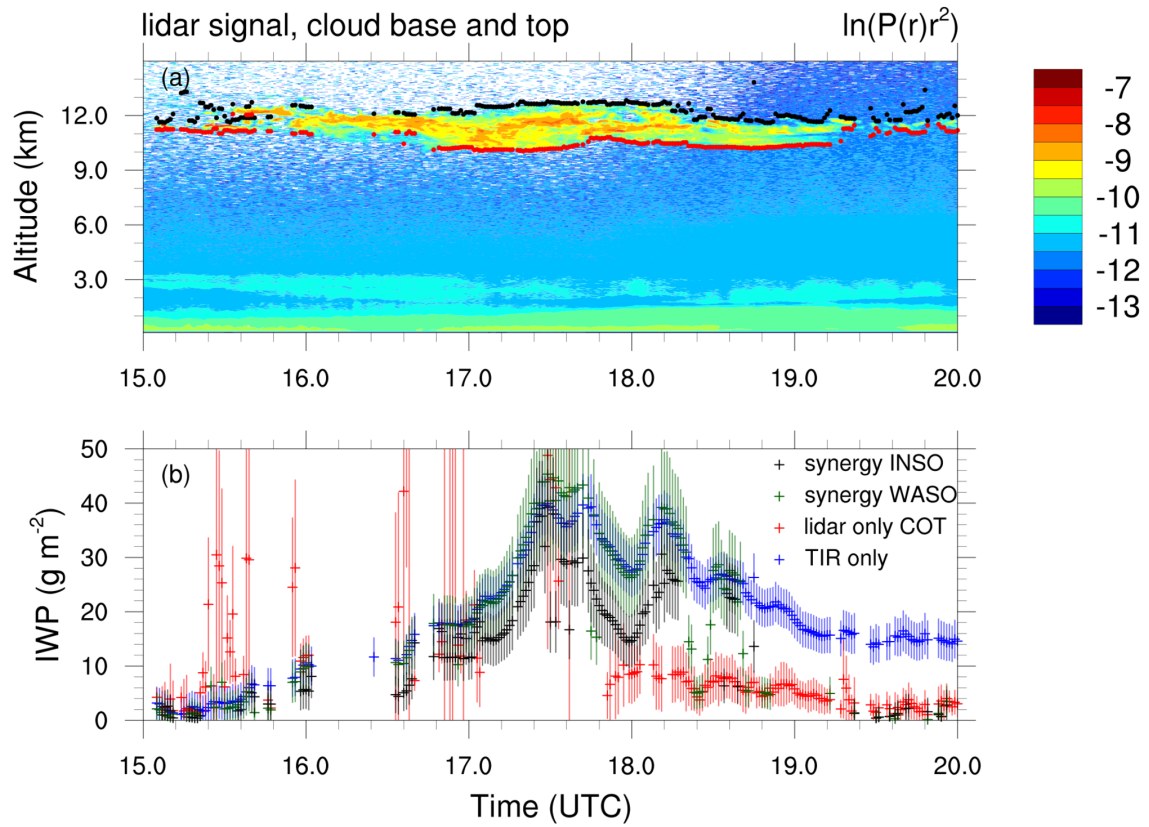 lidar signal, cloud base and top
ln(P(r)r²)
(a)
Altitude (km)
12.0
9.0
6.0
3.0
15.0 16.0 17.0 18.0 19.0 20.0
-7
-8
-9
-10
-11
-12
-13
(b)
IWP (g m⁻²)
50
40
30
20
10
0
synergy INSO
synergy WASO
lidar only COT
TIR only
15.0 16.0 17.0 18.0 19.0 20.0
Time (UTC)